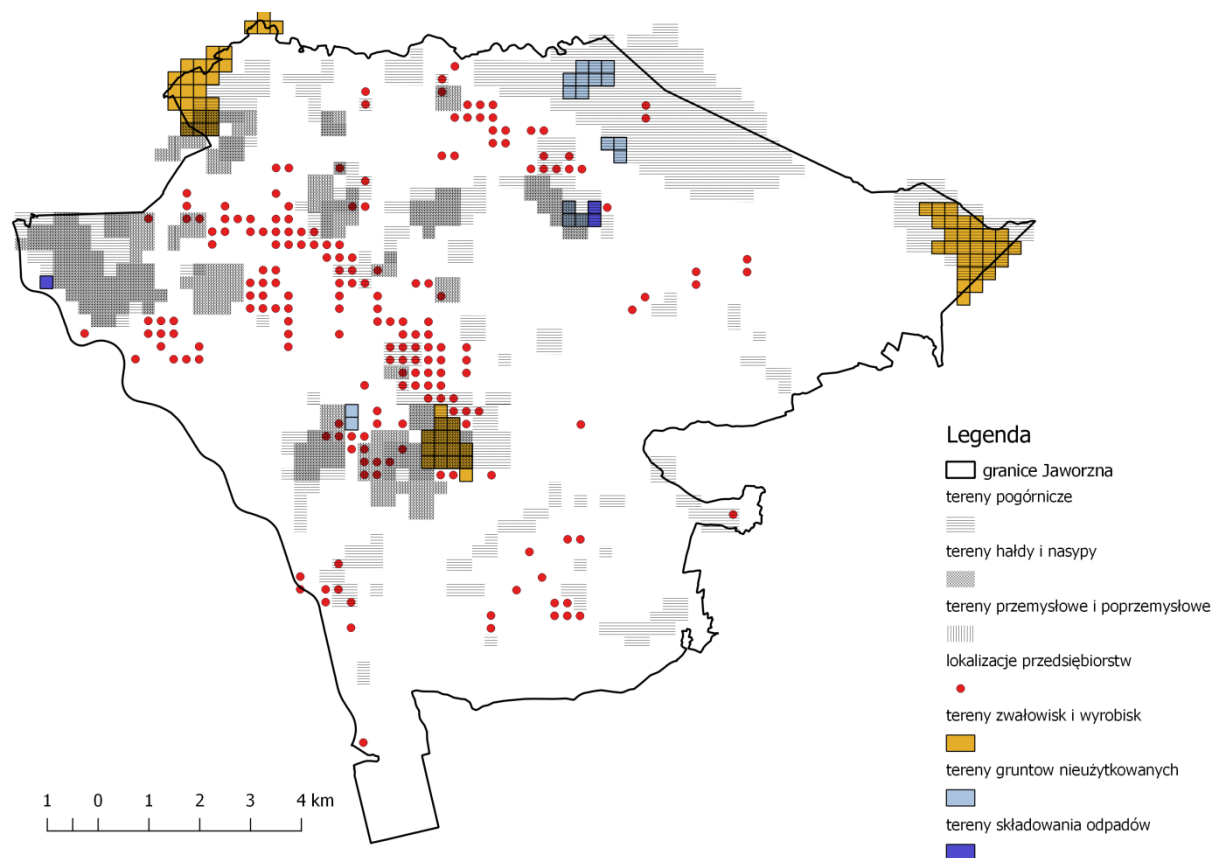 Legenda
granice Jaworzna
tereny pogórnicze
tereny hałdy i nasypy
tereny przemysłowe i poprzemysłowe
lokalizacje przedsiębiorstw
tereny zwałowisk i wyrobisk
tereny gruntow nieużytkowanych
tereny składowania odpadów
1 0 1 2 3 4 km